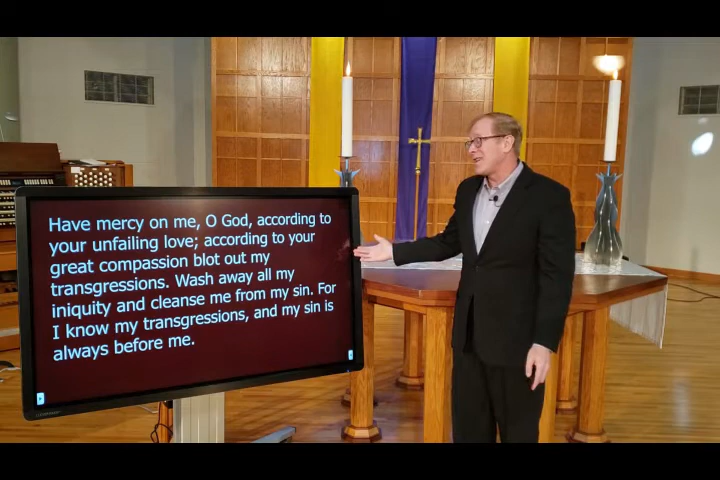 Have mercy on me, O God, according to
your unfailing love; according to your
great compassion blot out my
transgressions. Wash away all my
iniquity and cleanse me from my sin. For
I know my transgressions, and my sin is
always before me.